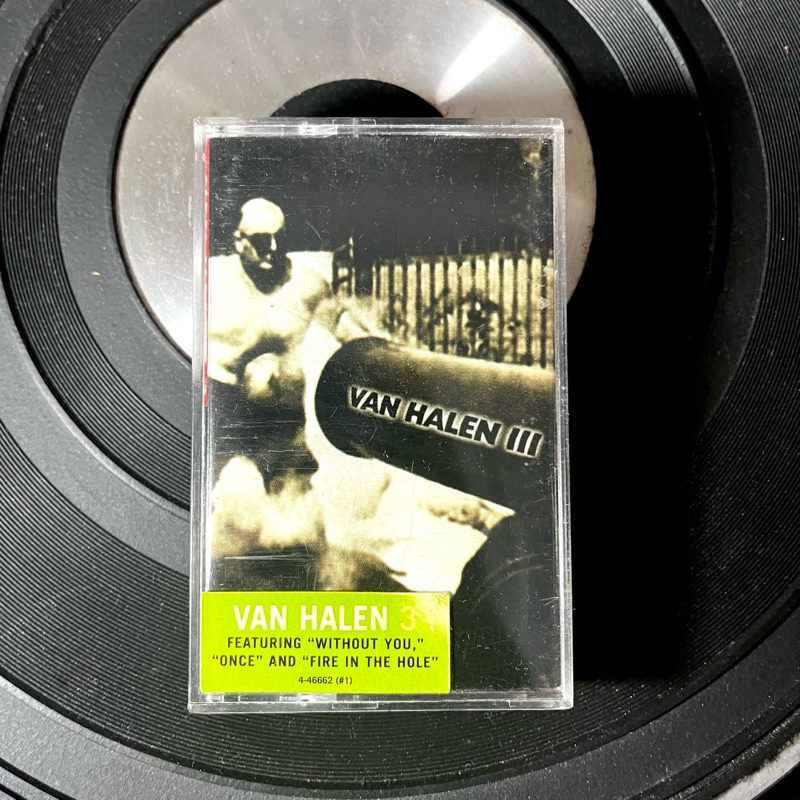 VAN HALEN III
VAN HALEN 3
FEATURING “WITHOUT YOU,”
“ONCE” AND “FIRE IN THE HOLE”
4-46662 (#1)